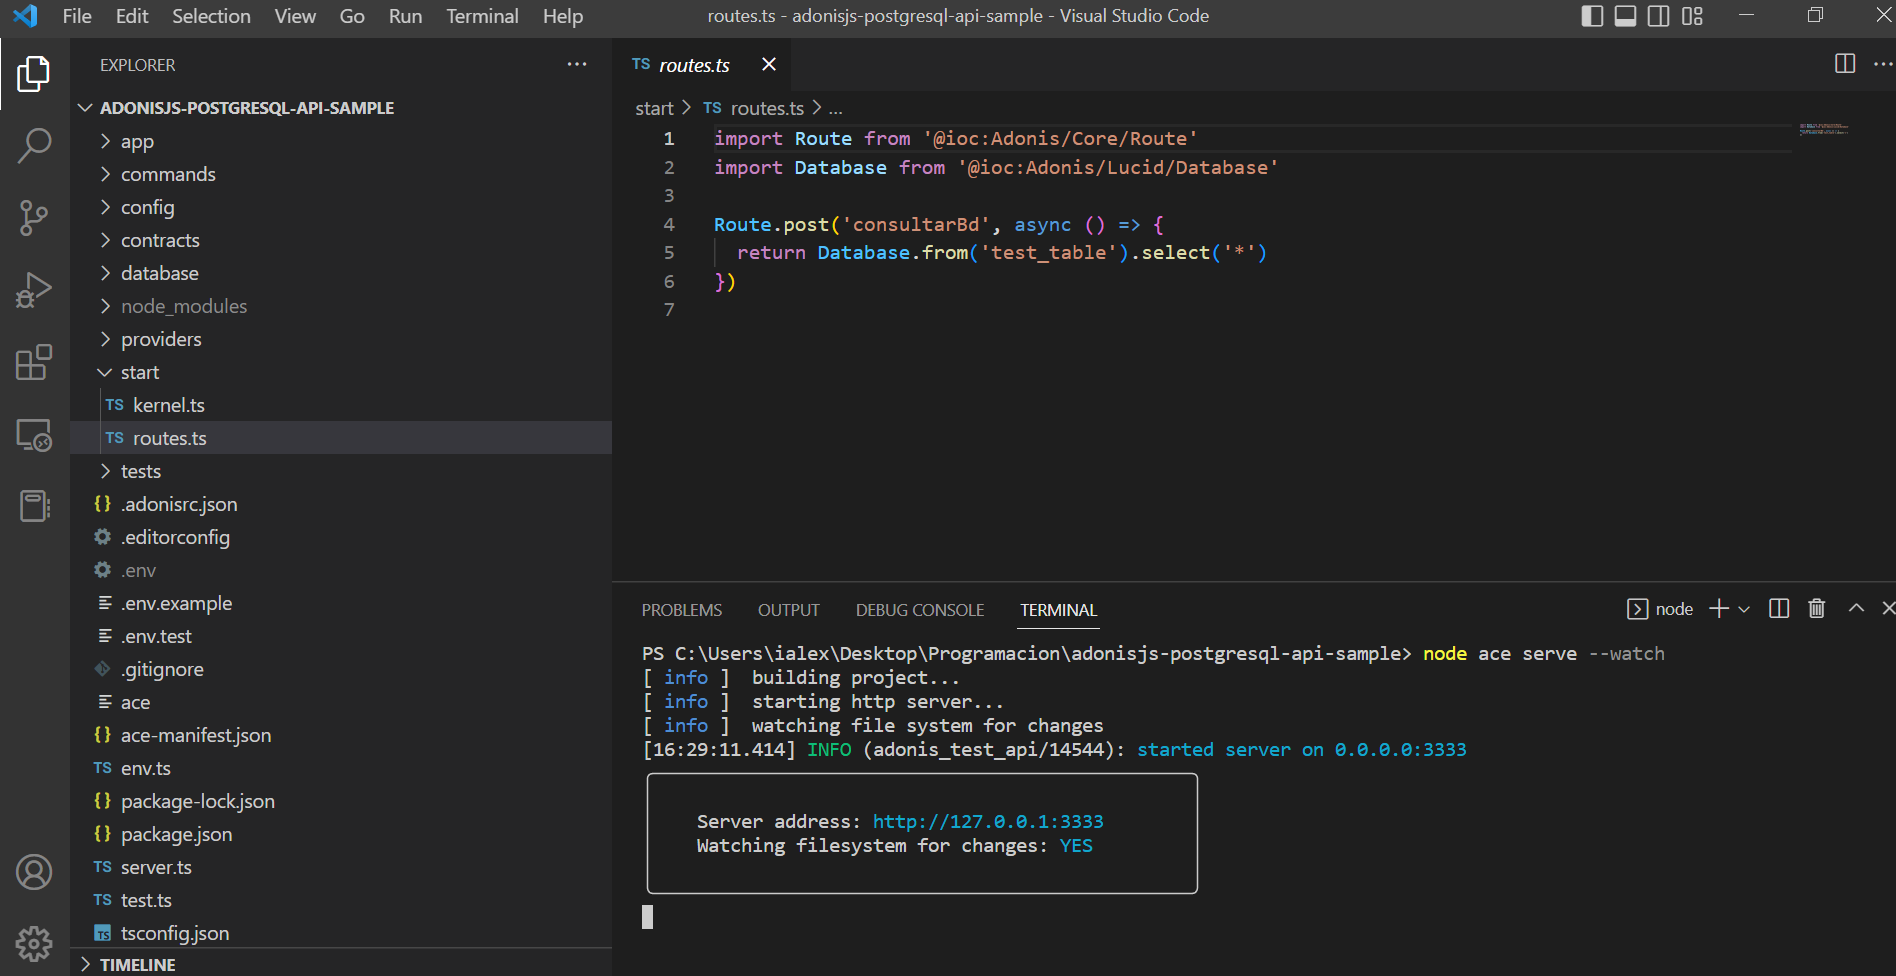 File Edit Selection View Go Run Terminal Help
routes.ts - adonisjs-postgresql-api-sample - Visual Studio Code
EXPLORER
ADONISJS-POSTGRESQL-API-SAMPLE
app
commands
config
contracts
database
node_modules
providers
start
TS kernel.ts
TS routes.ts
tests
{} .adonisrc.json
.editorconfig
.env
.env.example
.env.test
.gitignore
ace
{} ace-manifest.json
TS env.ts
{} package-lock.json
{} package.json
TS server.ts
TS test.ts
TS tsconfig.json
TIMELINE
TS routes.ts
start > TS routes.ts > ...
1 import Route from '@ioc:Adonis/Core/Route'
2 import Database from '@ioc:Adonis/Lucid/Database'
3
4 Route.post('consultarBd', async () => {
5 return Database.from('test_table').select('*')
6 })
7
PROBLEMS OUTPUT DEBUG CONSOLE TERMINAL
node
PS C:\Users\ialex\Desktop\Programacion\adonisjs-postgresql-api-sample> node ace serve --watch
[ info ] building project...
[ info ] starting http server...
[ info ] watching file system for changes
[16:29:11.414] INFO (adonis_test_api/14544): started server on 0.0.0.0:3333
Server address: http://127.0.0.1:3333
Watching filesystem for changes: YES